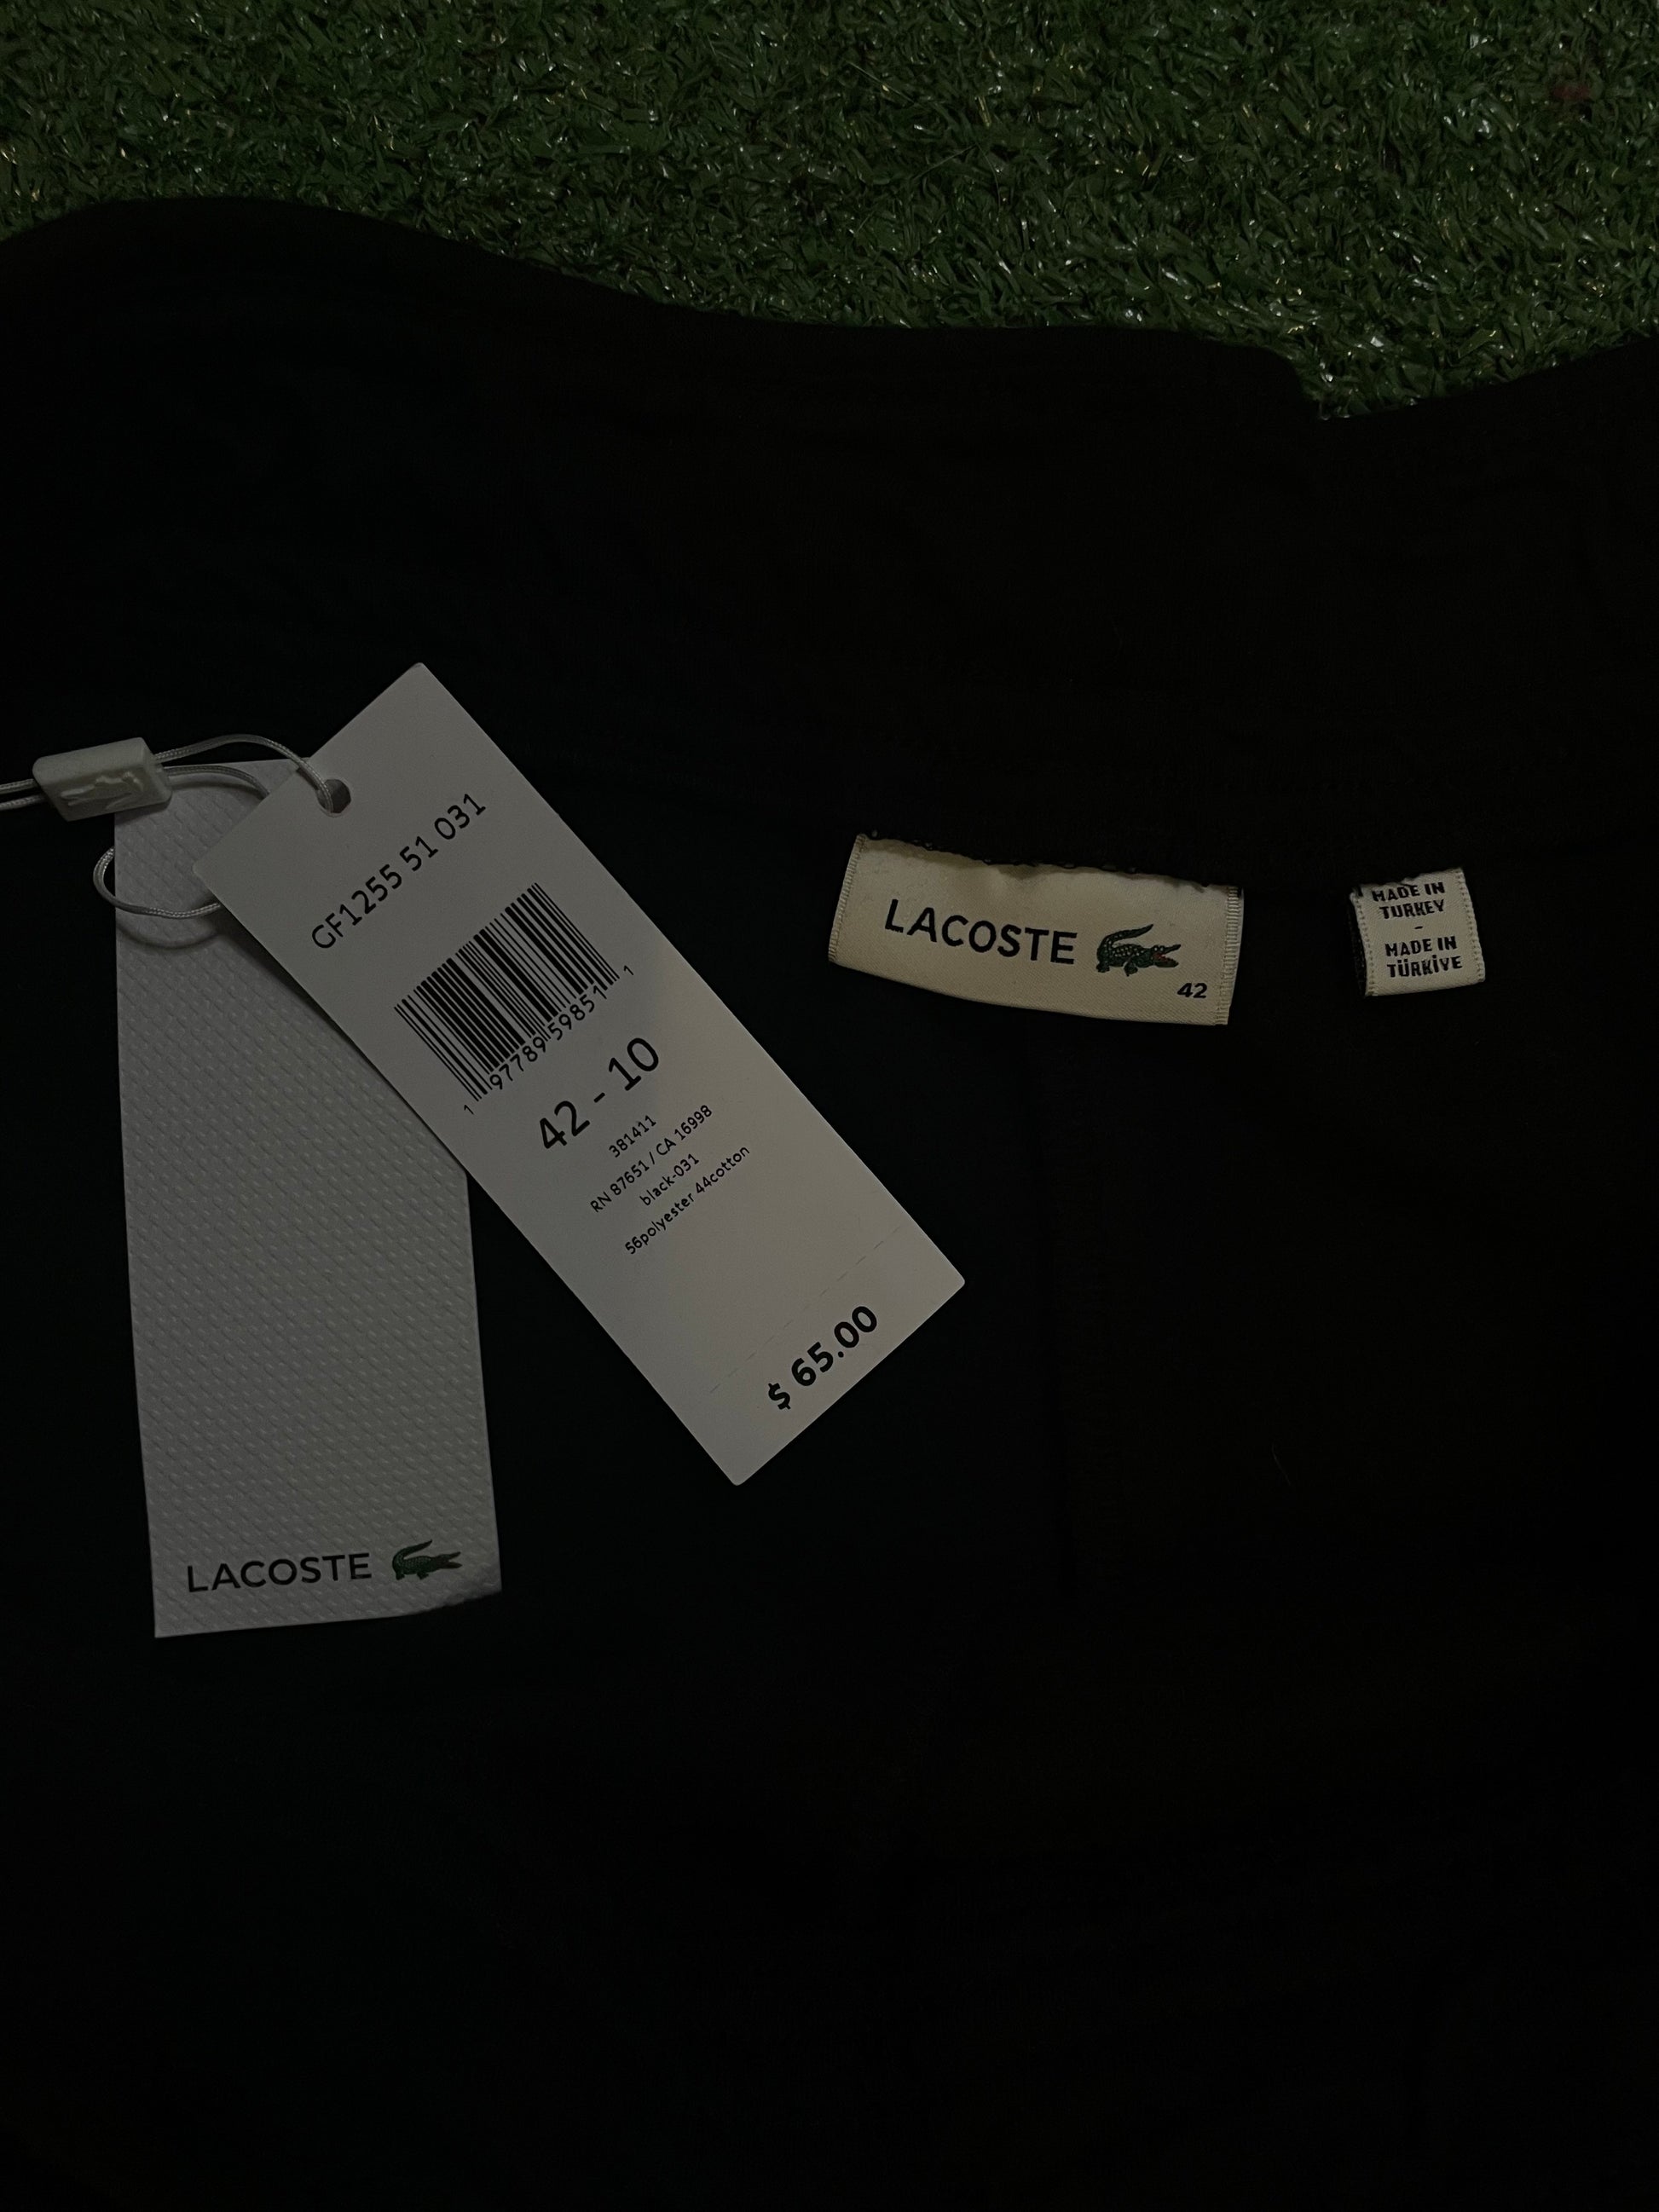 GF1255 51 031
1 97789 59851 1
42 - 10
381411
RN 87651 / CA 16998
black-031
56polyester 44cotton
$ 65.00
LACOSTE
LACOSTE
42
MADE IN
TURKEY
-
MADE IN
TÜRKİYE